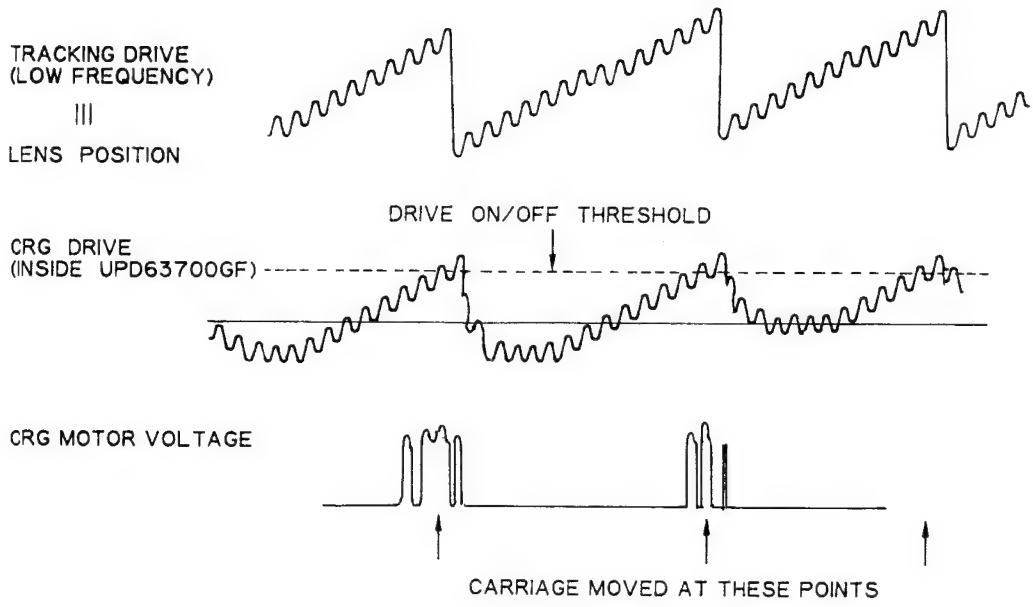 TRACKING DRIVE
(LOW FREQUENCY)
|||
LENS POSITION
DRIVE ON/OFF THRESHOLD
CRG DRIVE
(INSIDE UPD63700GF)
CRG MOTOR VOLTAGE
CARRIAGE MOVED AT THESE POINTS